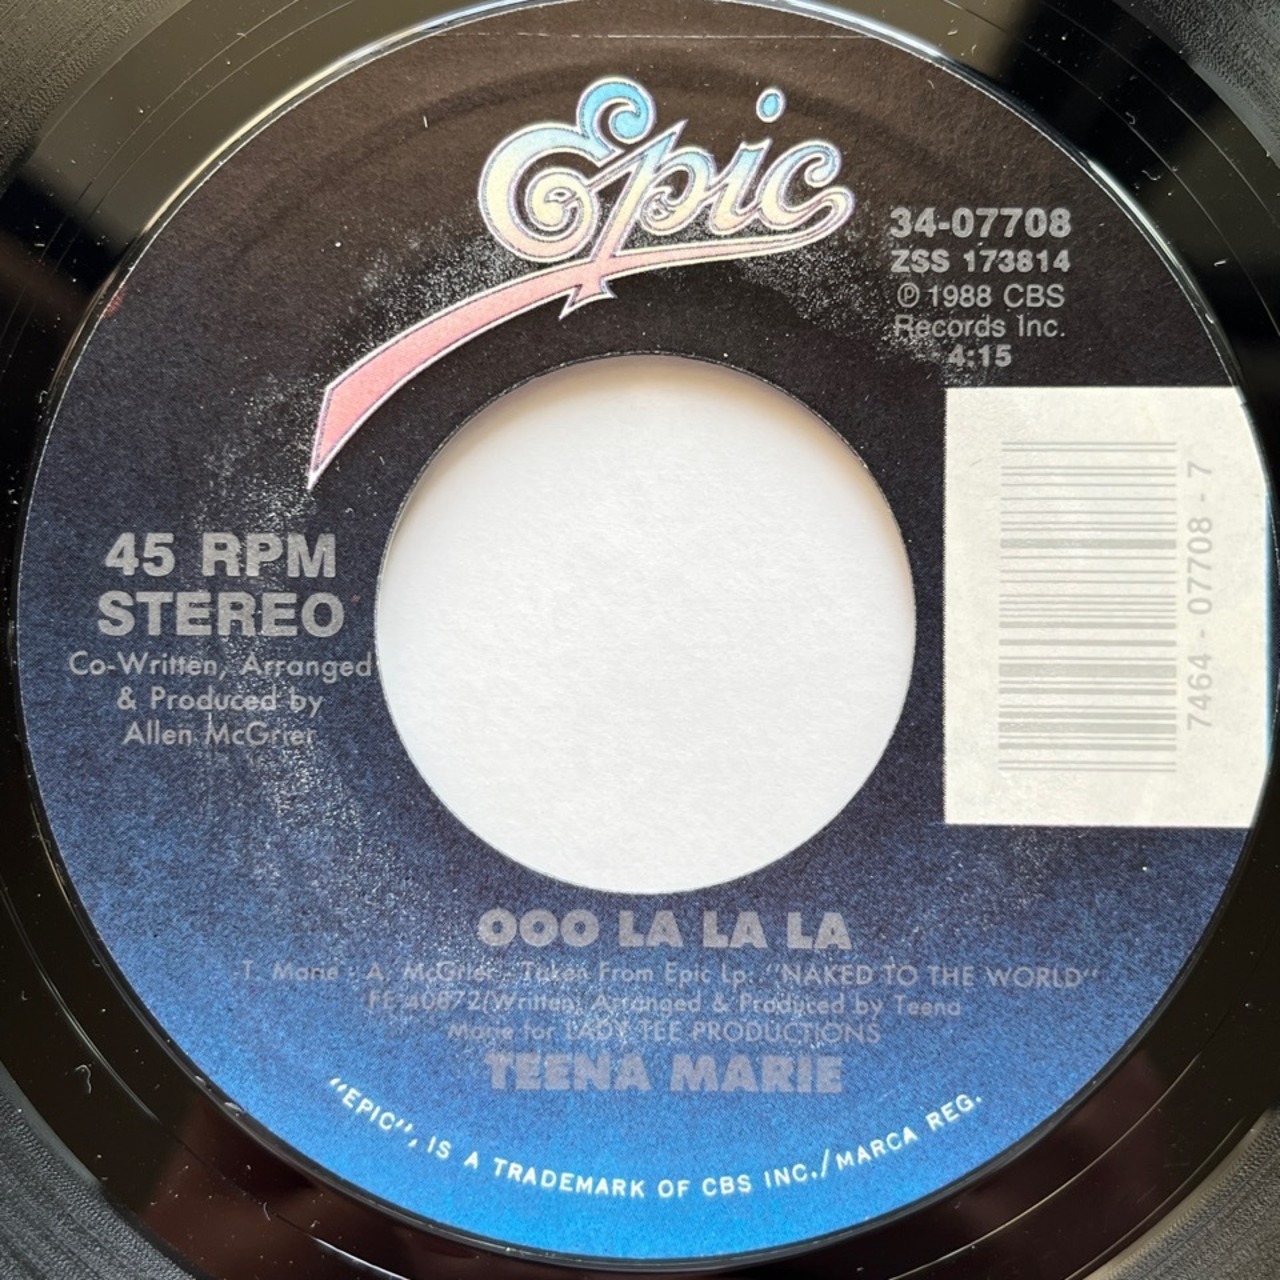 Epic
34-07708
ZSS 173814
℗ 1988 CBS
Records Inc.
4:15
7464 - 07708 - 7
45 RPM
STEREO
Co-Written, Arranged
& Produced by
Allen McGrier
OOO LA LA LA
-T. Marie - A. McGrier- Taken From Epic Lp: "NAKED TO THE WORLD"
FE 40872(Written, Arranged & Produced by Teena
Marie for LADY TEE PRODUCTIONS
TEENA MARIE
"EPIC", IS A TRADEMARK OF CBS INC./MARCA REG.